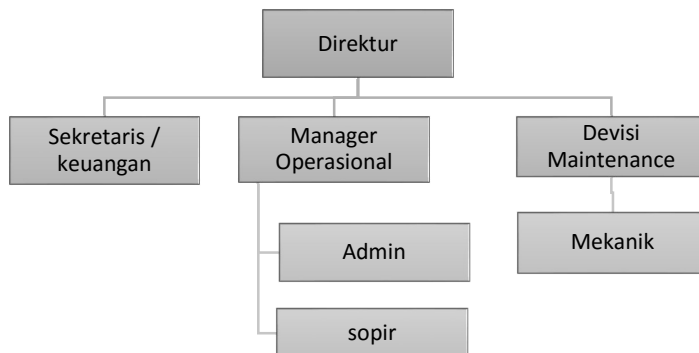 Direktur
Sekretaris /
keuangan
Manager
Operasional
Devisi
Maintenance
Admin
Mekanik
sopir